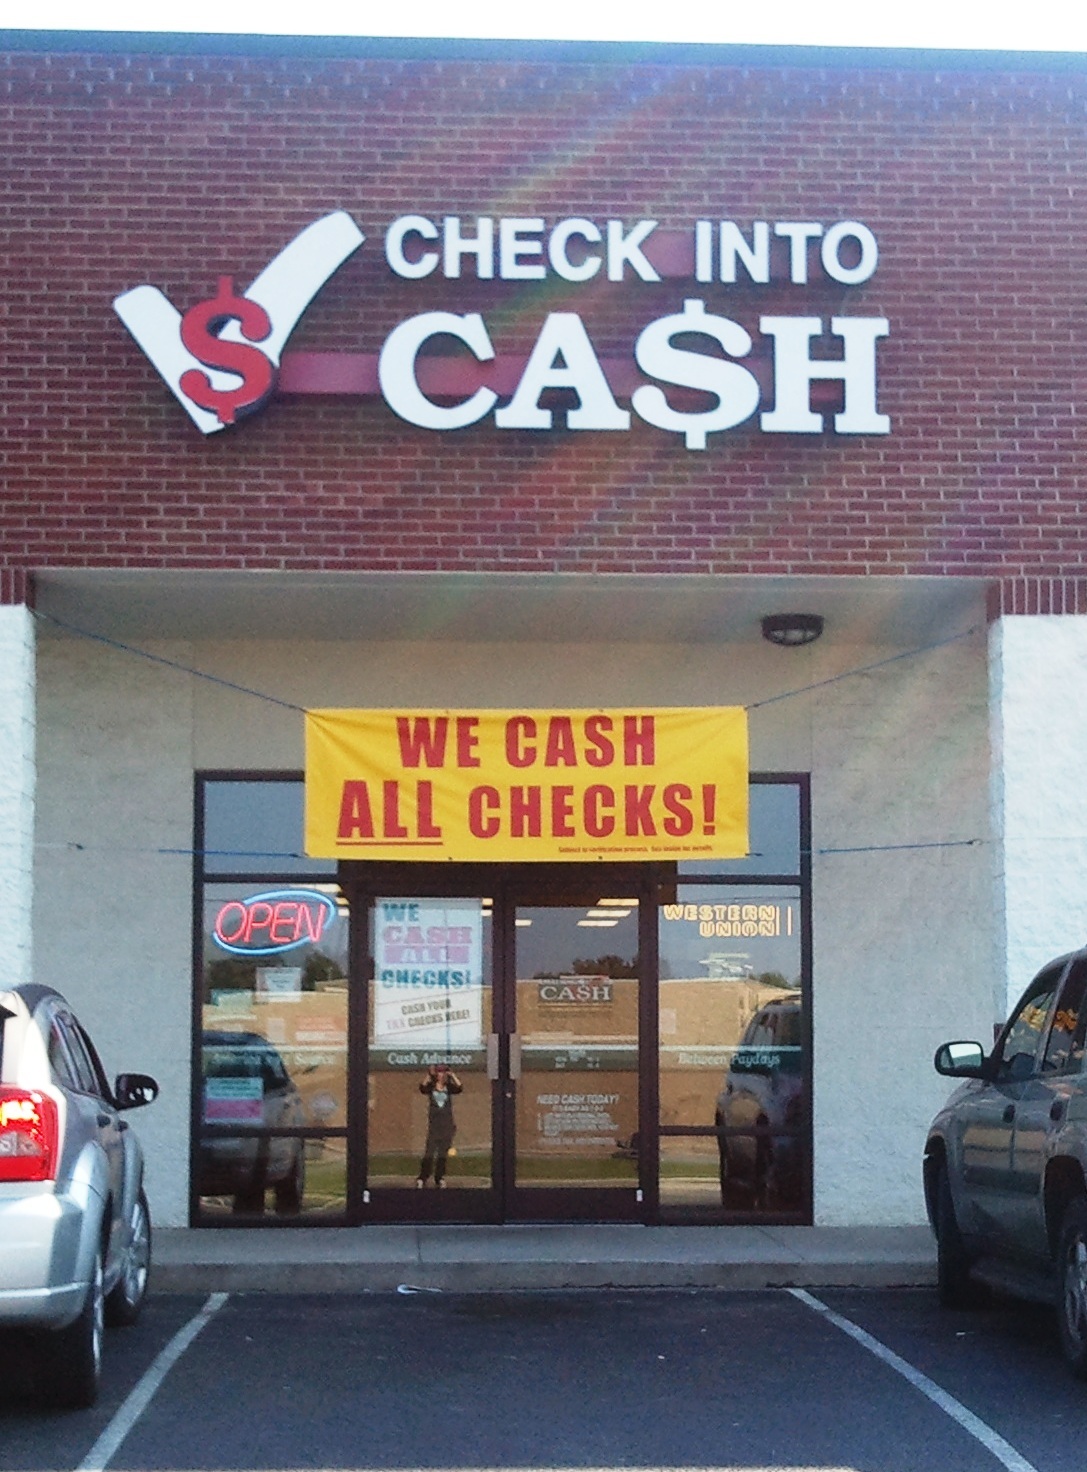 CHECK INTO
CA$H
WE CASH
ALL CHECKS!
OPEN
WESTERN
UNION
WE
CASH
ALL
CHECKS!
CASH YOUR
TAX CHECKS HERE!
CASH
Cash Advance
Between Paydays
NEED CASH TODAY?